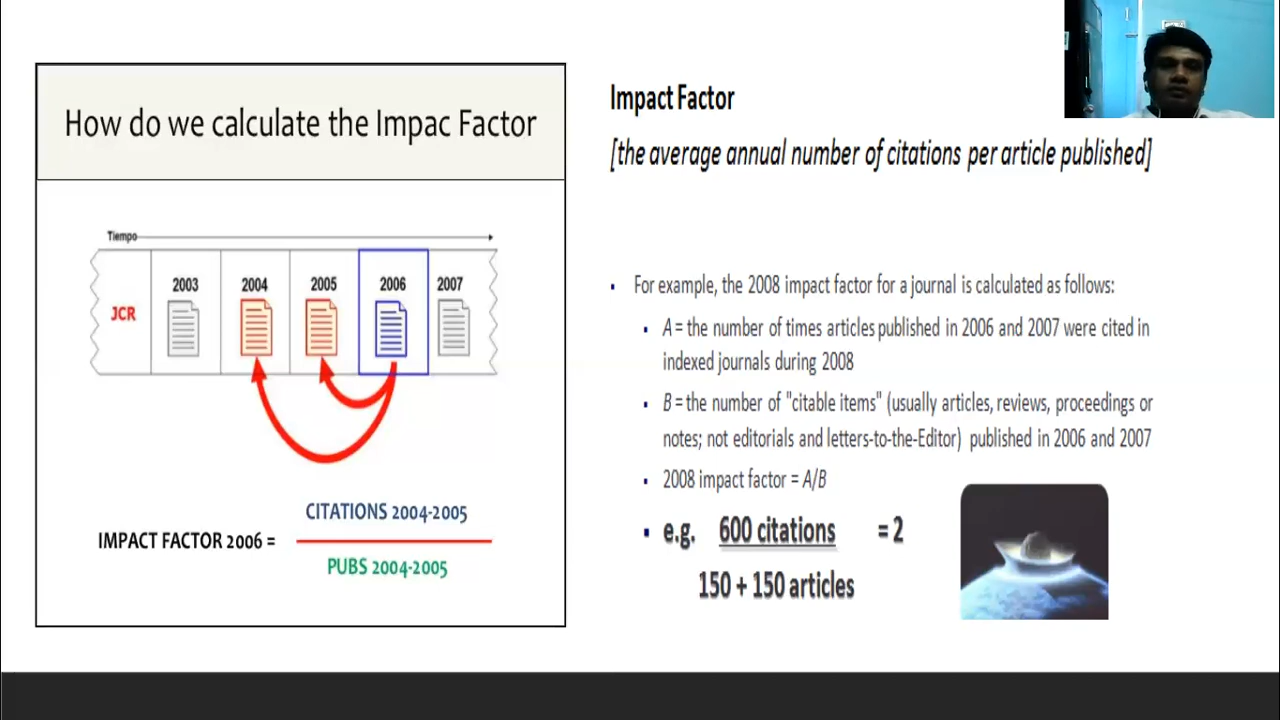 How do we calculate the Impac Factor
Tiempo
JCR
2003
2004
2005
2006
2007
IMPACT FACTOR 2006 =
CITATIONS 2004-2005
PUBS 2004-2005
Impact Factor
[the average annual number of citations per article published]
▪ For example, the 2008 impact factor for a journal is calculated as follows:
▪ A = the number of times articles published in 2006 and 2007 were cited in
indexed journals during 2008
▪ B = the number of "citable items" (usually articles, reviews, proceedings or
notes; not editorials and letters-to-the-Editor) published in 2006 and 2007
▪ 2008 impact factor = A/B
▪ e.g. 600 citations = 2
150 + 150 articles